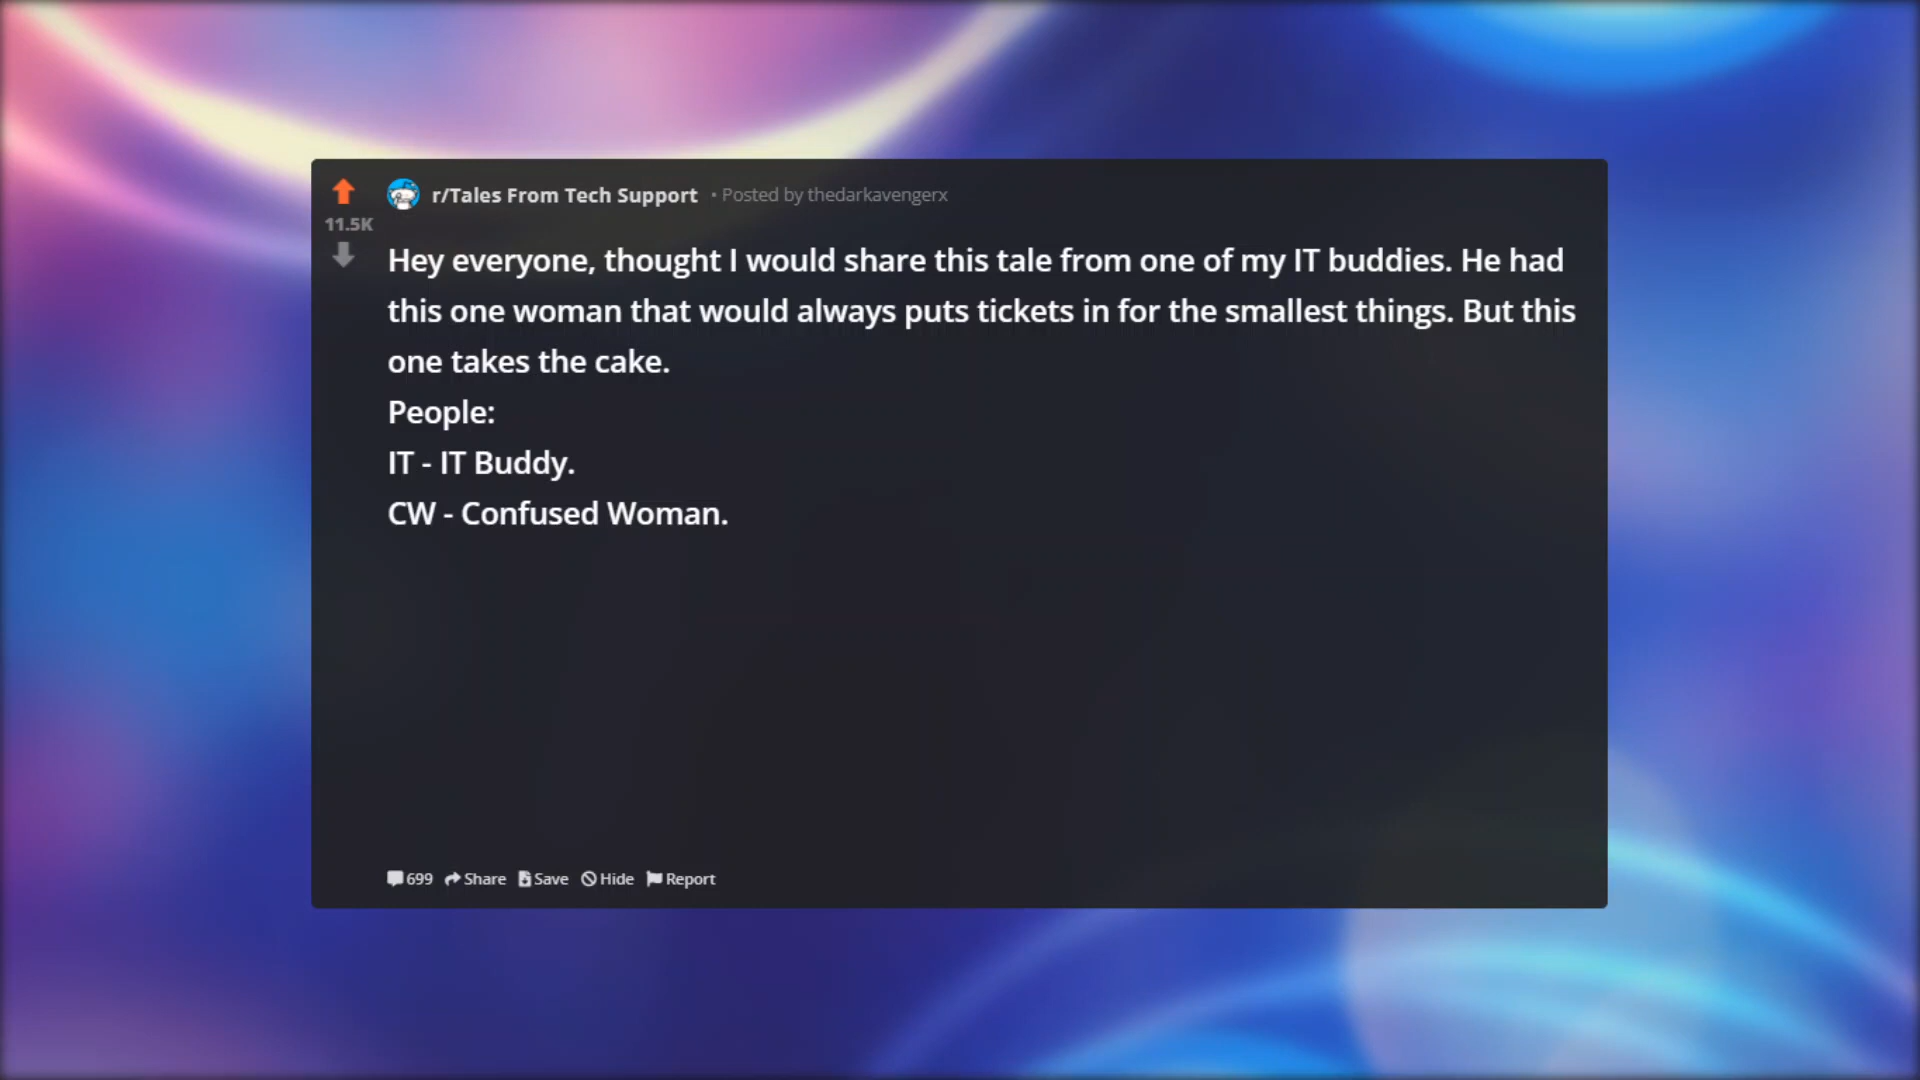 r/Tales From Tech Support • Posted by thedarkavengerx
11.5K
Hey everyone, thought I would share this tale from one of my IT buddies. He had
this one woman that would always puts tickets in for the smallest things. But this
one takes the cake.
People:
IT - IT Buddy.
CW - Confused Woman.
699 Share Save Hide Report